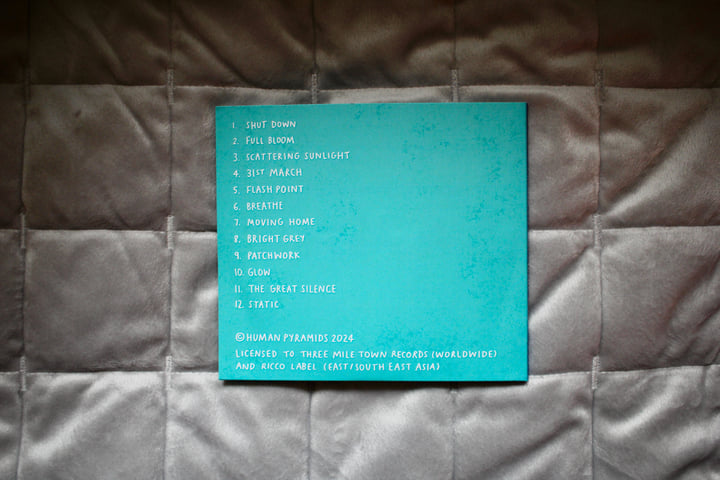 1. SHUT DOWN
2. FULL BLOOM
3. SCATTERING SUNLIGHT
4. 31ST MARCH
5. FLASH POINT
6. BREATHE
7. MOVING HOME
8. BRIGHT GREY
9. PATCHWORK
10. GLOW
11. THE GREAT SILENCE
12. STATIC
©HUMAN PYRAMIDS 2024
LICENSED TO THREE MILE TOWN RECORDS (WORLDWIDE)
AND RICCO LABEL (EAST/SOUTH EAST ASIA)